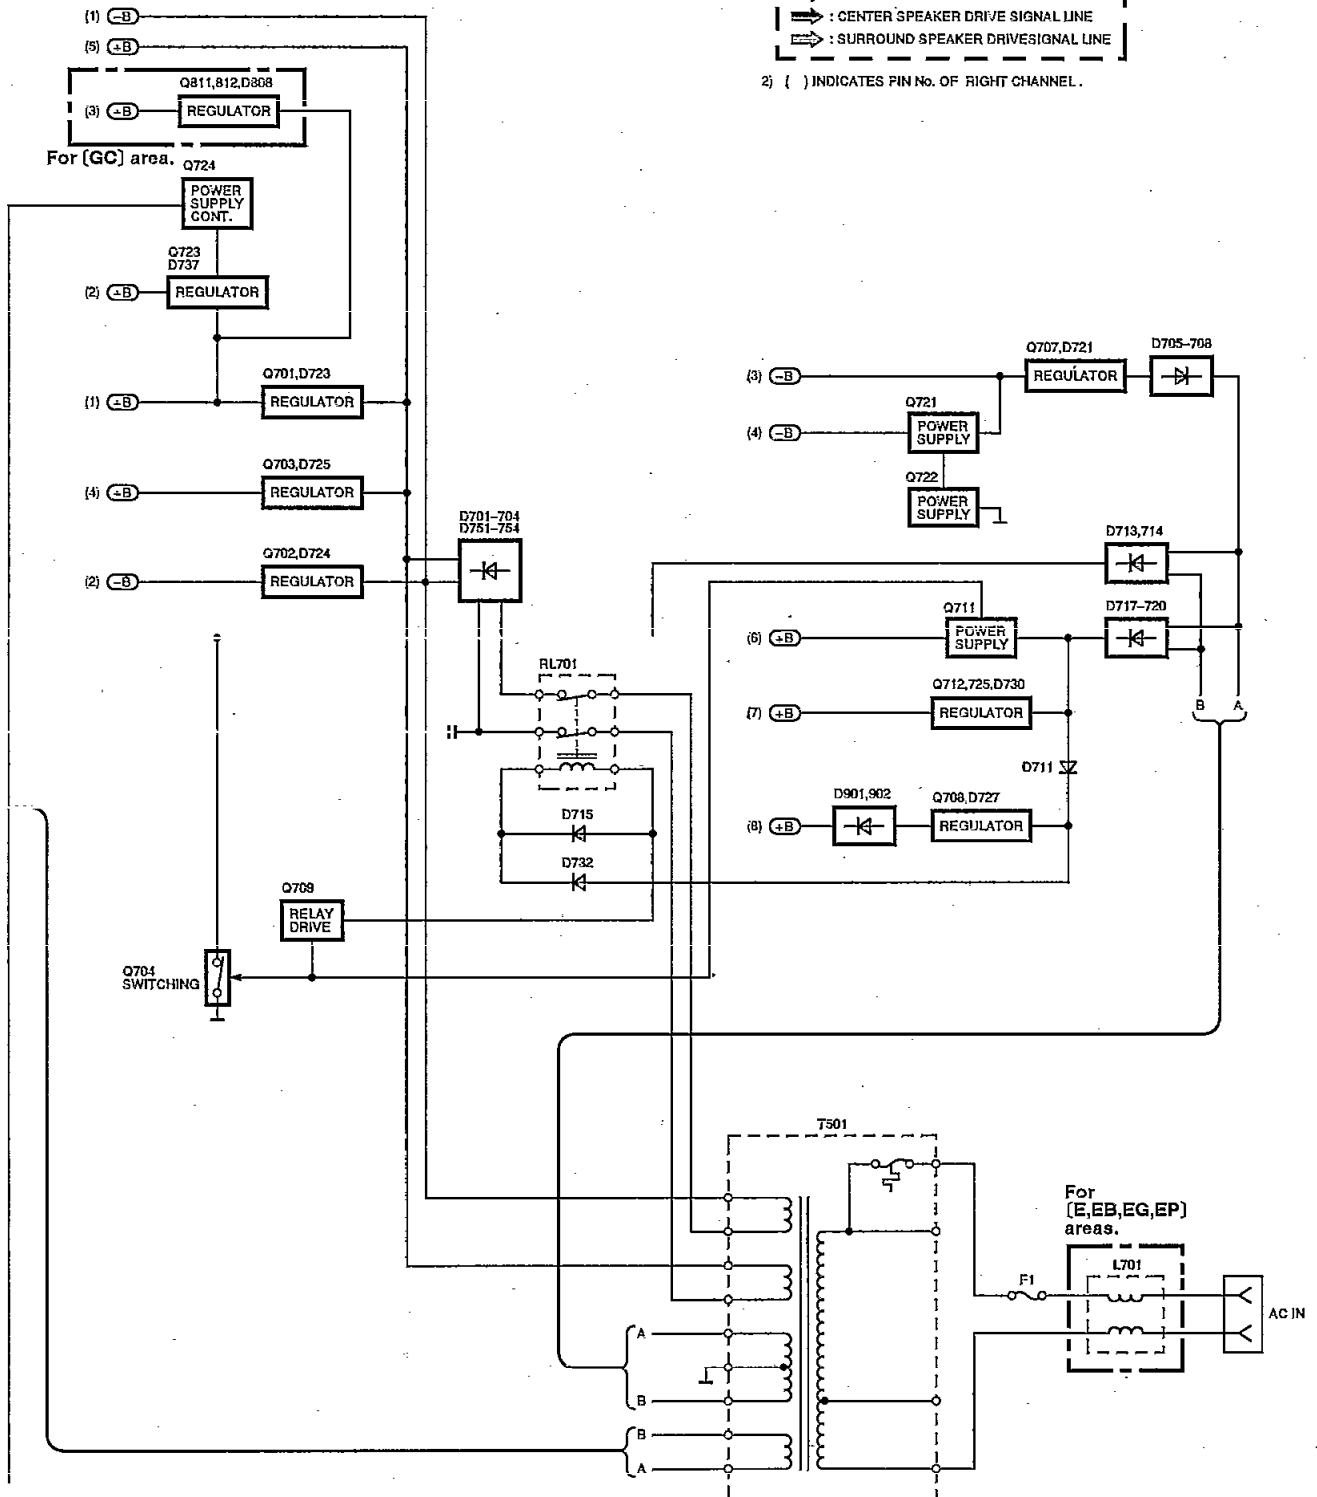 (1) -B
: CENTER SPEAKER DRIVE SIGNAL LINE
(5) +B
: SURROUND SPEAKER DRIVESIGNAL LINE
Q811,812,D808
2) ( ) INDICATES PIN No. OF RIGHT CHANNEL.
(3) +B REGULATOR
For [GC] area.
Q724
POWER
SUPPLY
CONT.
Q723
D737
(2) +B REGULATOR
Q701,D723
(1) +B REGULATOR
Q703,D725
(4) +B REGULATOR
Q702,D724
(2) -B REGULATOR
D701-704
D751-754
Q707,D721
D705-708
(3) -B REGULATOR
Q721
(4) -B POWER
SUPPLY
Q722
POWER
SUPPLY
D713,714
D717-720
Q711
(6) +B POWER
SUPPLY
Q712,725,D730
(7) +B REGULATOR
B A
D711
D901,902
Q708,D727
(8) +B REGULATOR
RL701
D715
D732
Q709
RELAY
DRIVE
Q704
SWITCHING
T501
For
[E,EB,EG,EP]
areas.
L701
F1
AC IN
A
B
B
A